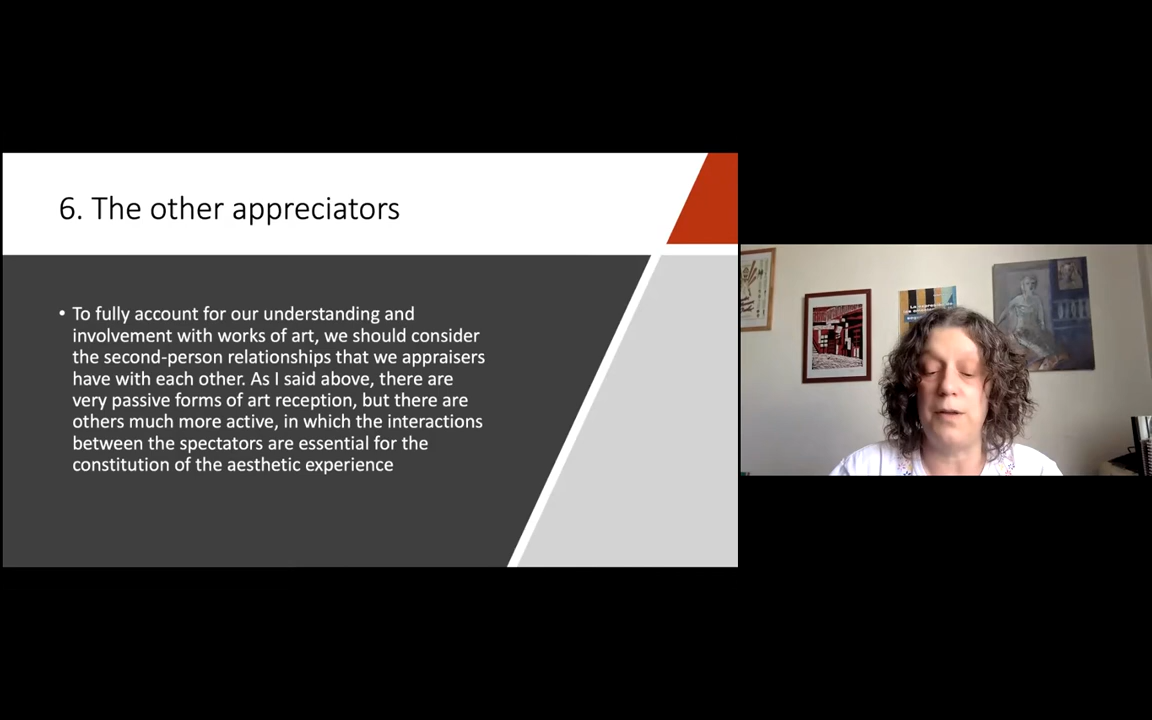 6. The other appreciators
• To fully account for our understanding and
involvement with works of art, we should consider
the second-person relationships that we appraisers
have with each other. As I said above, there are
very passive forms of art reception, but there are
others much more active, in which the interactions
between the spectators are essential for the
constitution of the aesthetic experience